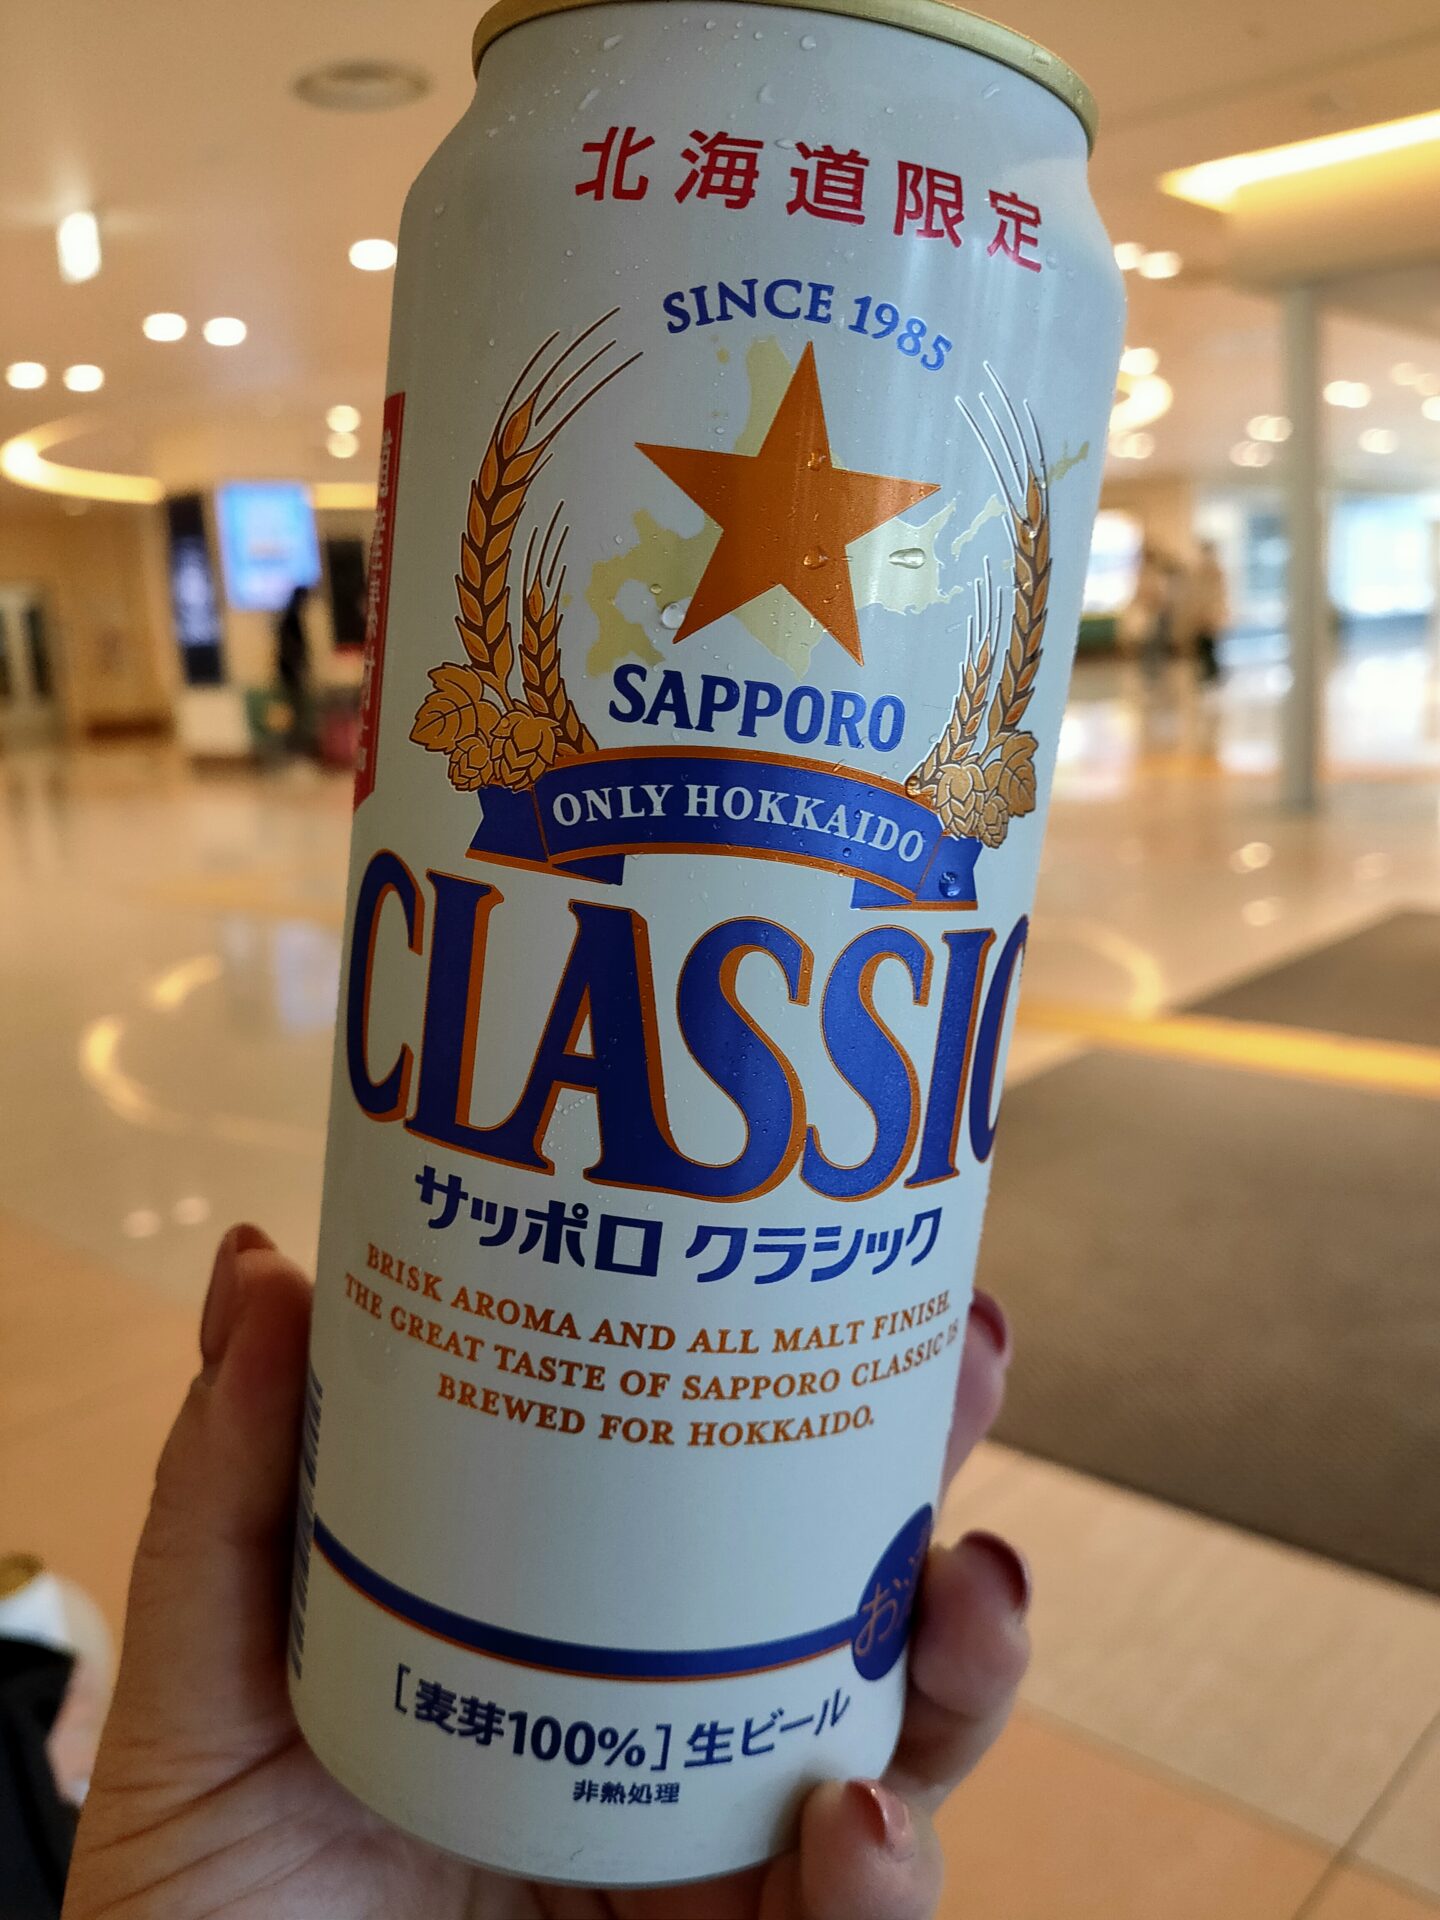 北海道限定
SINCE 1985
SAPPORO
ONLY HOKKAIDO
CLASSIC
サッポロ クラシック
BRISK AROMA AND ALL MALT FINISH.
THE GREAT TASTE OF SAPPORO CLASSIC IS
BREWED FOR HOKKAIDO.
[麦芽100%]生ビール
非熱処理